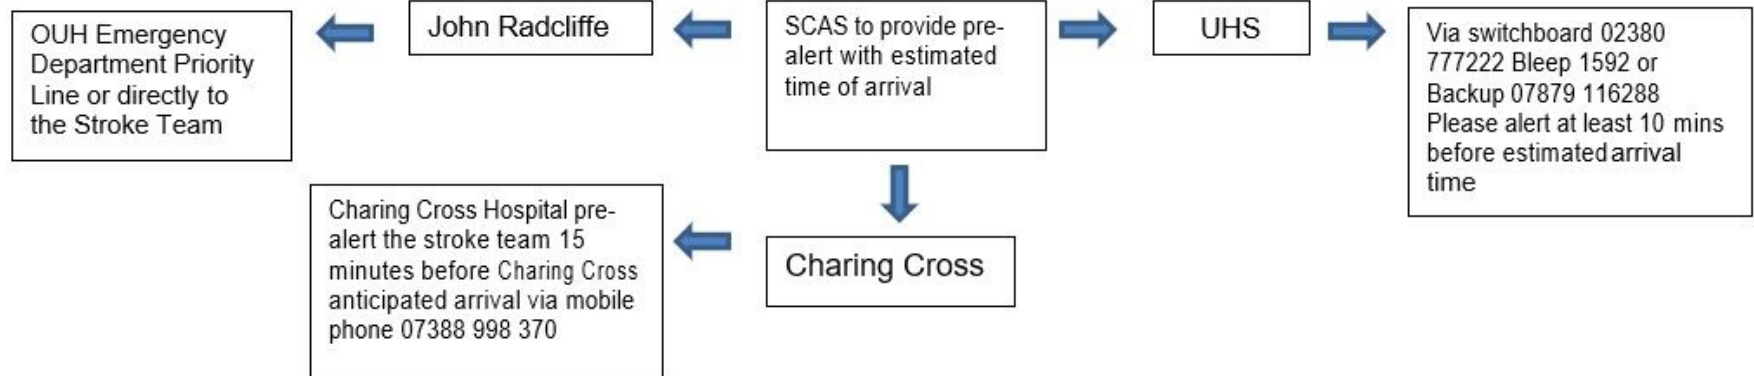 OUH Emergency
Department Priority
Line or directly to
the Stroke Team
John Radcliffe
SCAS to provide pre-
alert with estimated
time of arrival
UHS
Via switchboard 02380
777222 Bleep 1592 or
Backup 07879 116288
Please alert at least 10 mins
before estimated arrival
time
Charing Cross Hospital pre-
alert the stroke team 15
minutes before Charing Cross
anticipated arrival via mobile
phone 07388 998 370
Charing Cross